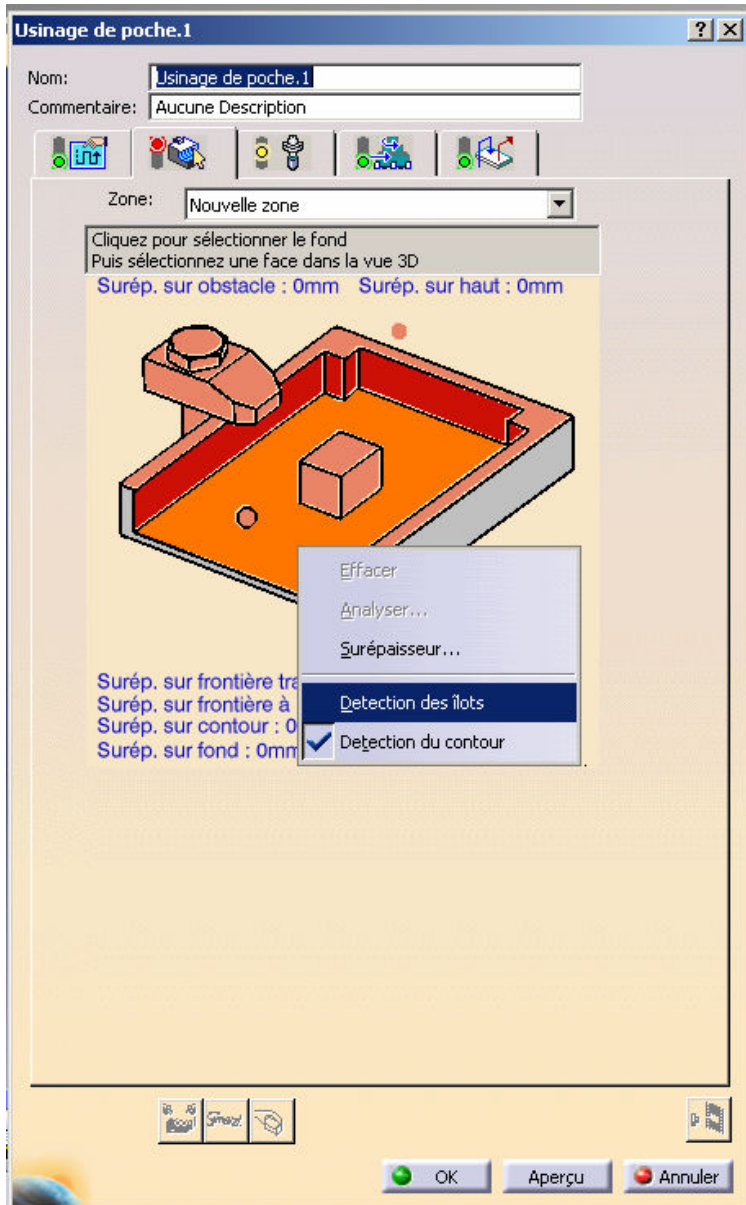 Usinage de poche.1
Nom: Usinage de poche.1
Commentaire: Aucune Description
Zone: Nouvelle zone
Cliquez pour sélectionner le fond
Puis sélectionnez une face dans la vue 3D
Surép. sur obstacle : 0mm Surép. sur haut : 0mm
Effacer
Analyser...
Surépaisseur...
Detection des îlots
Detection du contour
Surép. sur frontière
Surép. sur frontière à
Surép. sur contour : 0
Surép. sur fond : 0mm
OK Aperçu Annuler